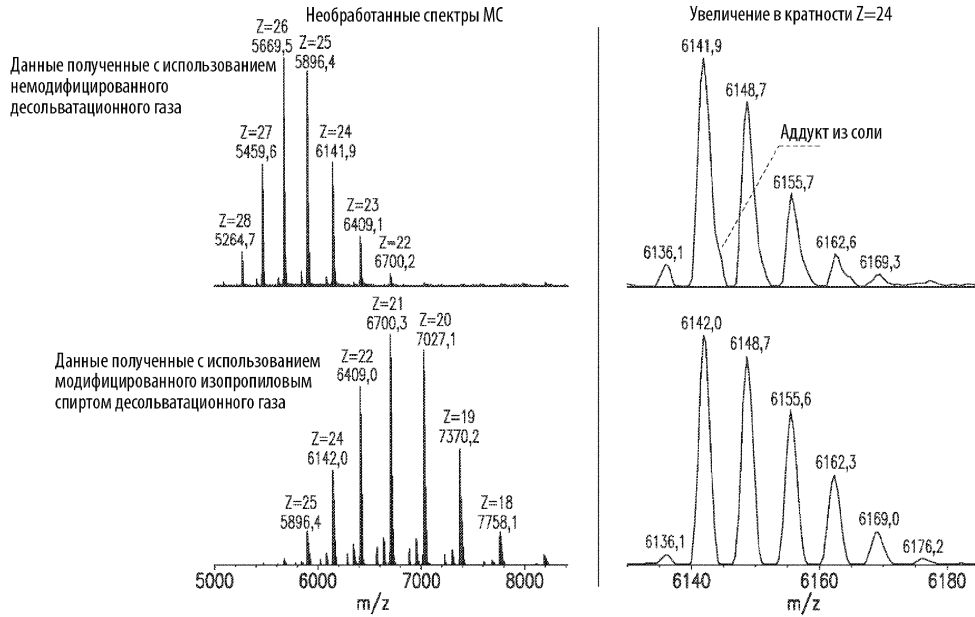 Необработанные спектры МС
Увеличение в кратности Z=24
Данные полученные с использованием
немодифицированного
десольватационного газа
Z=26
5669,5
Z=25
5896,4
Z=27
5459,6
Z=24
6141,9
Z=28
5264,7
Z=23
6409,1
Z=22
6700,2
6141,9
6148,7
Аддукт из соли
6155,7
6136,1
6162,6
6169,3
Данные полученные с использованием
модифицированного изопропиловым
спиртом десольватационного газа
Z=21
6700,3
Z=20
7027,1
Z=22
6409,0
Z=24
6142,0
Z=19
7370,2
Z=25
5896,4
Z=18
7758,1
5000
6000
7000
8000
m/z
6142,0
6148,7
6155,6
6162,3
6136,1
6169,0
6176,2
6140
6160
6180
m/z